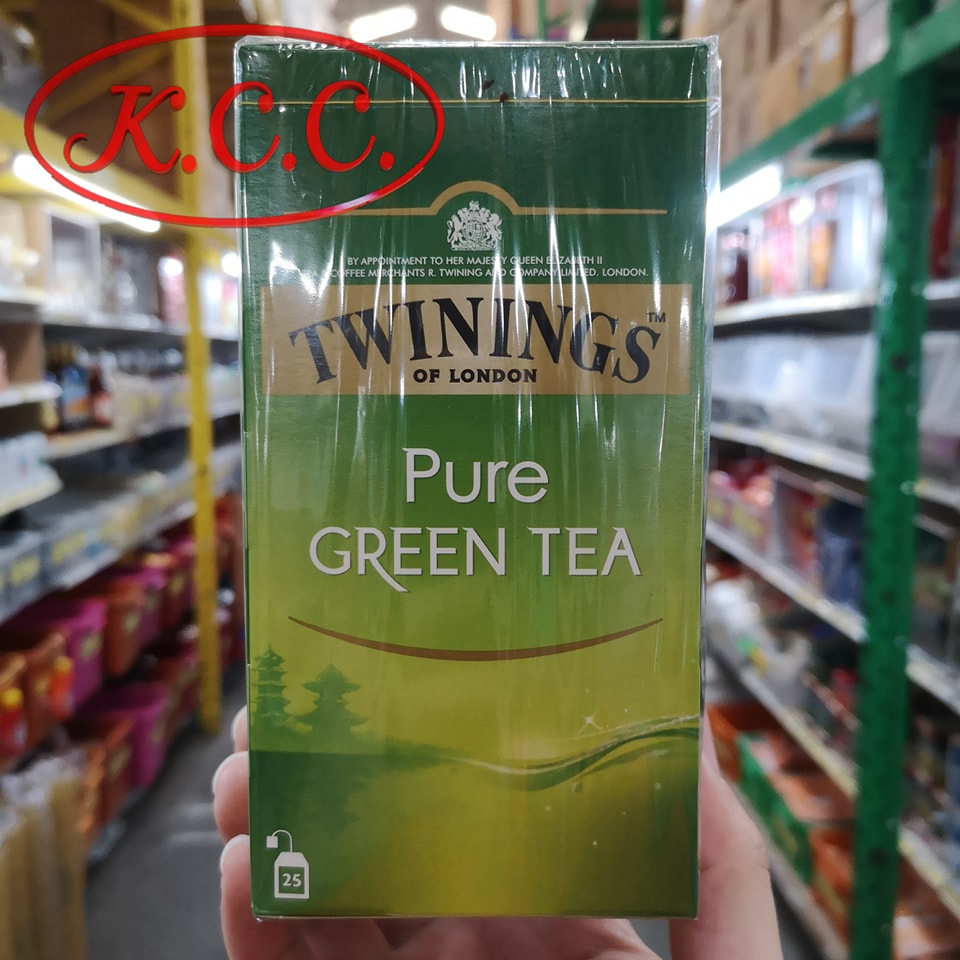 K.C.C.
BY APPOINTMENT TO HER MAJESTY QUEEN ELIZABETH II
COFFEE MERCHANTS R. TWINING AND COMPANY LIMITED. LONDON.
TWININGS™
OF LONDON
Pure
GREEN TEA
25